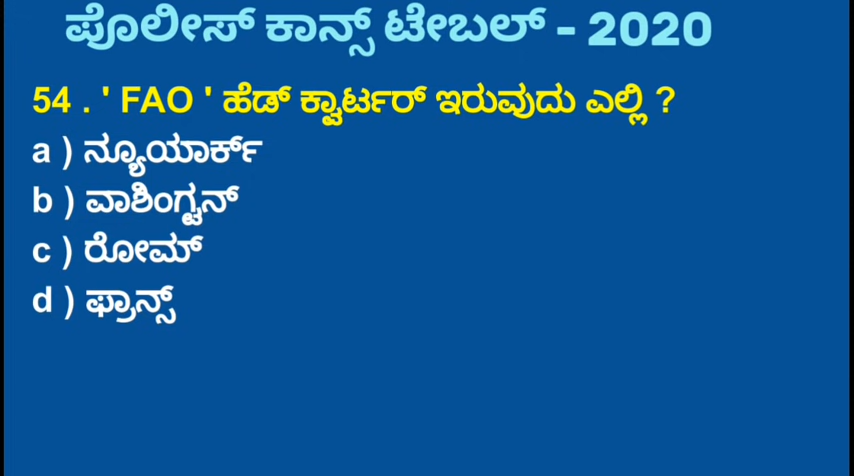 ಪೊಲೀಸ್ ಕಾನ್ಸ್ ಟೇಬಲ್ - 2020
54 . ' FAO ' ಹೆಡ್ ಕ್ವಾರ್ಟರ್ ಇರುವುದು ಎಲ್ಲಿ ?
a ) ನ್ಯೂಯಾರ್ಕ್
b ) ವಾಶಿಂಗ್ಟನ್
c ) ರೋಮ್
d ) ಫ್ರಾನ್ಸ್